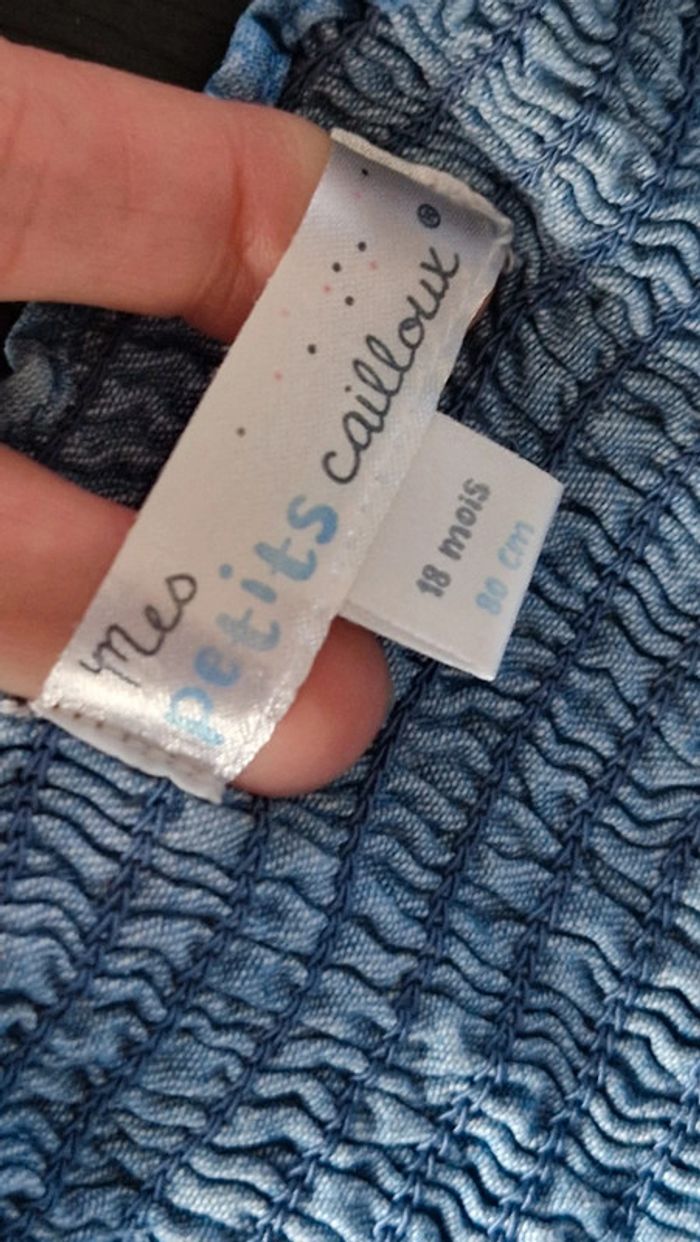 mes
petits
cailloux®
18 mois
80 cm